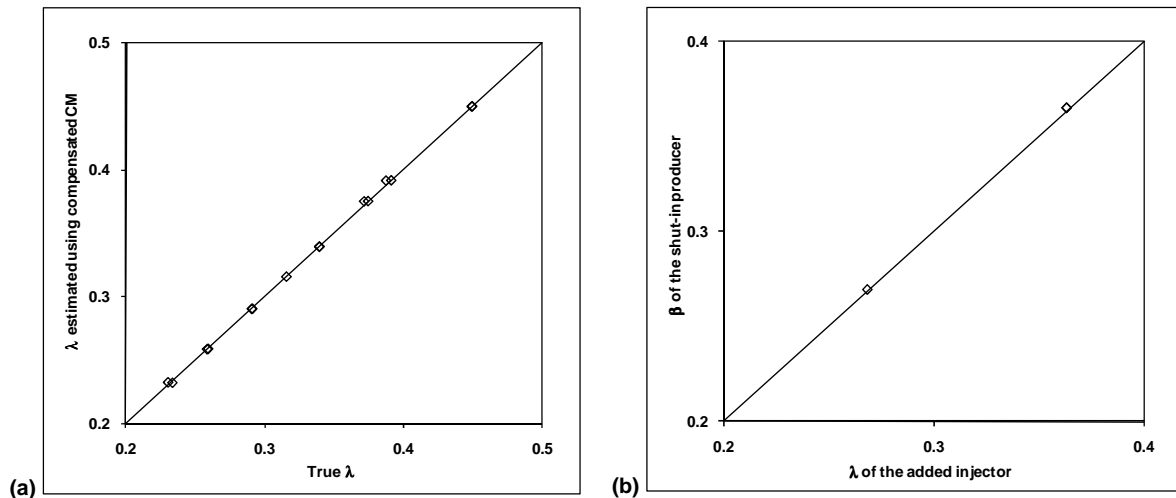 0.5
0.4
0.3
0.2
λ estimated using compensated CM
0.2 0.3 0.4 0.5
True λ
(a)
0.4
0.3
0.2
β of the shut-in producer
0.2 0.3 0.4
λ of the added injector
(b)